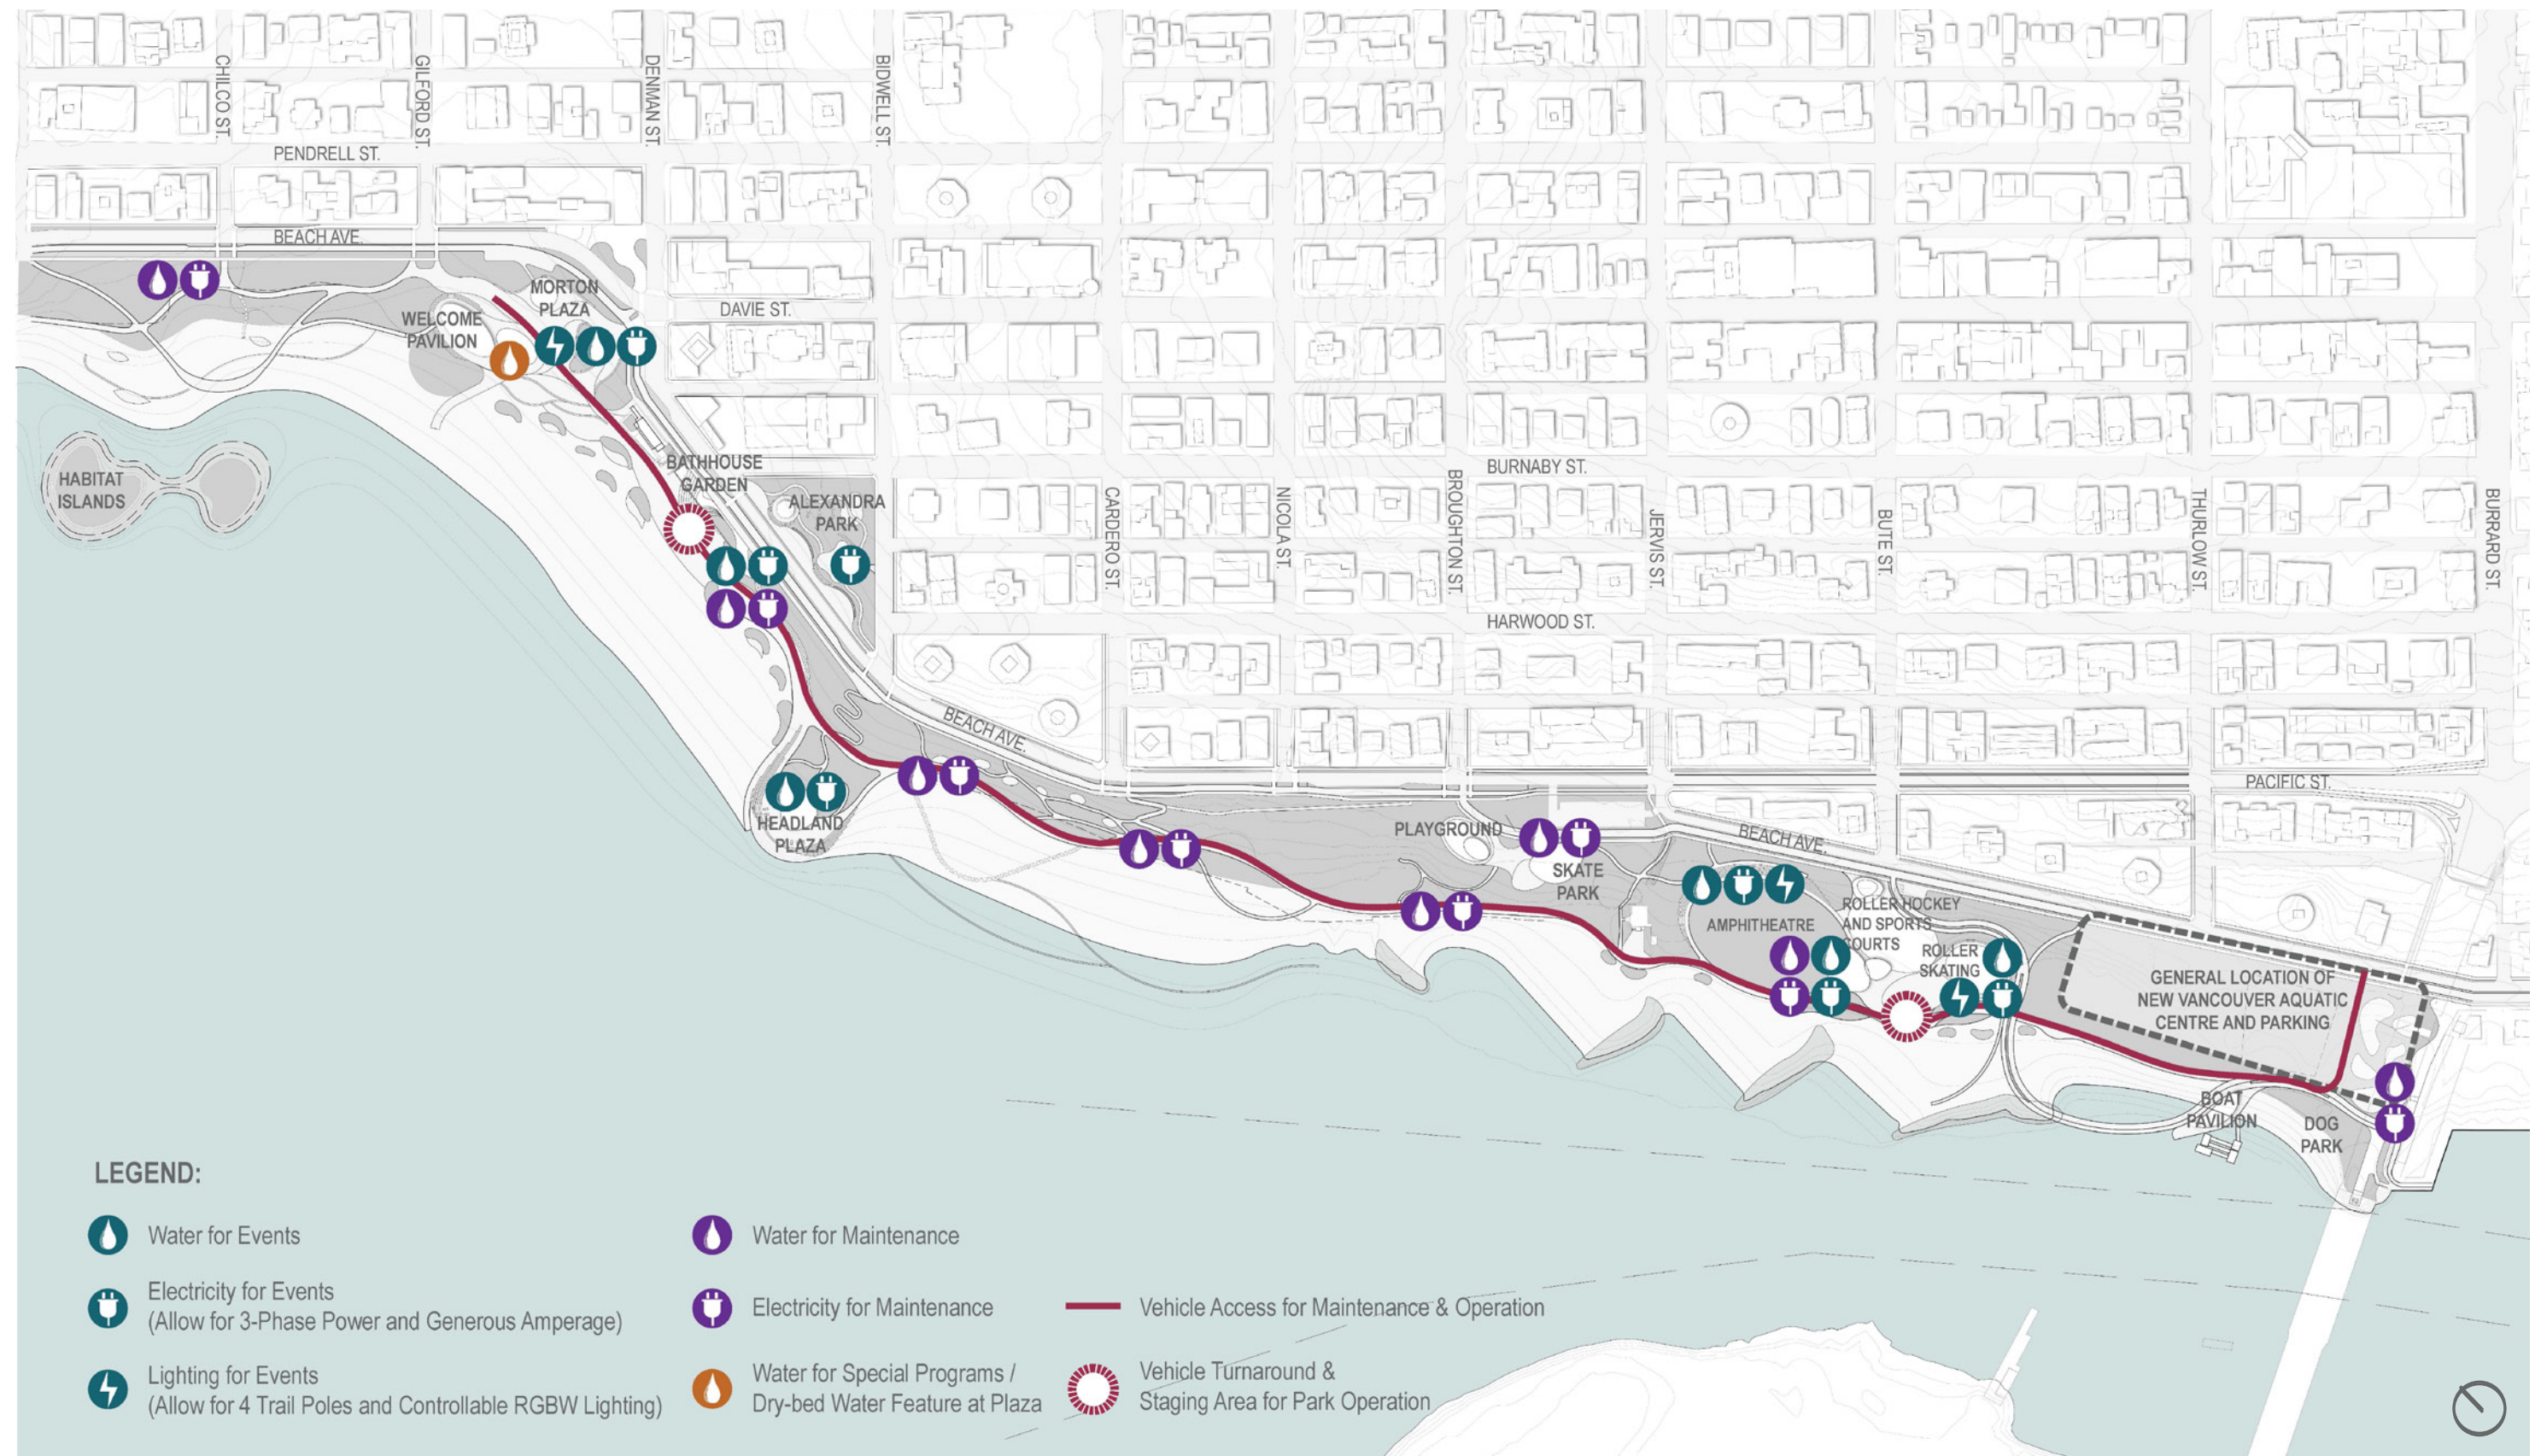 CHILCO ST.
GILFORD ST.
DENMAN ST.
BIDWELL ST.
PENDRELL ST.
BEACH AVE.
MORTON
PLAZA
DAVIE ST.
WELCOME
PAVILION
BATHHOUSE
GARDEN
ALEXANDRA
PARK
HABITAT
ISLANDS
BURNABY ST.
CARDERO ST.
NICOLA ST.
BROUGHTON ST.
JERVIS ST.
BUTE ST.
THURLOW ST.
BURRARD ST.
HARWOOD ST.
BEACH AVE.
PACIFIC ST.
HEADLAND
PLAZA
PLAYGROUND
SKATE
PARK
BEACH AVE.
AMPHITHEATRE
ROLLER HOCKEY
AND SPORTS
COURTS
ROLLER
SKATING
GENERAL LOCATION OF
NEW VANCOUVER AQUATIC
CENTRE AND PARKING
BOAT
PAVILION
DOG
PARK
LEGEND:
Water for Events
Electricity for Events
(Allow for 3-Phase Power and Generous Amperage)
Lighting for Events
(Allow for 4 Trail Poles and Controllable RGBW Lighting)
Water for Maintenance
Electricity for Maintenance
Water for Special Programs /
Dry-bed Water Feature at Plaza
Vehicle Access for Maintenance & Operation
Vehicle Turnaround &
Staging Area for Park Operation